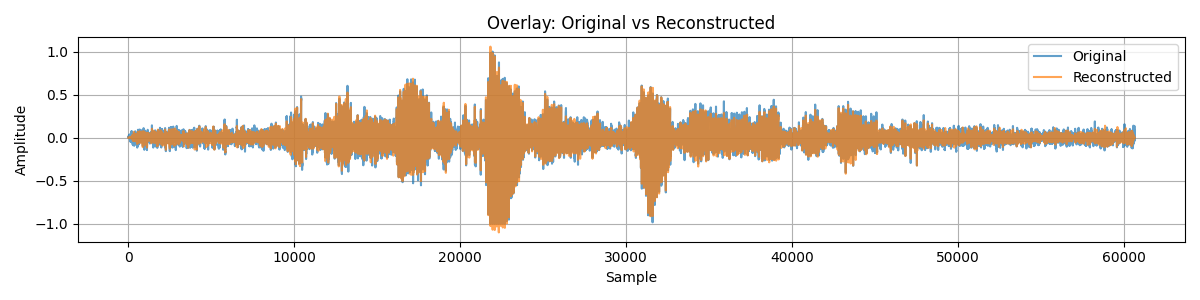 Overlay: Original vs Reconstructed
Original
Reconstructed
Amplitude
1.0
0.5
0.0
−0.5
−1.0
0 10000 20000 30000 40000 50000 60000
Sample